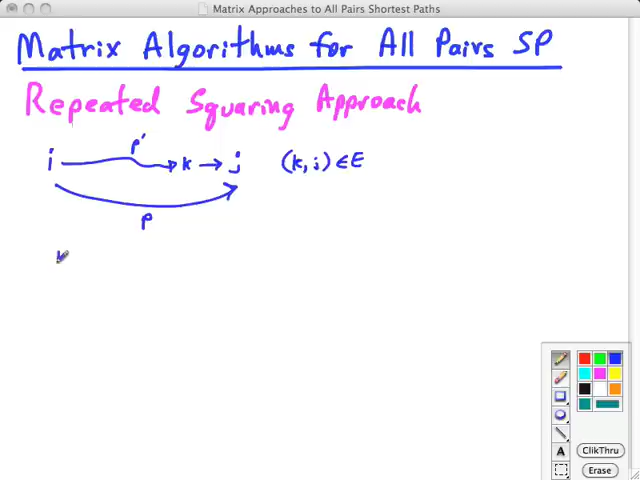 Matrix Approaches to All Pairs Shortest Paths
Matrix Algorithms for All Pairs SP
Repeated Squaring Approach
p'
i k → j (k, j) ∈ E
p
A
ClikThru
Erase